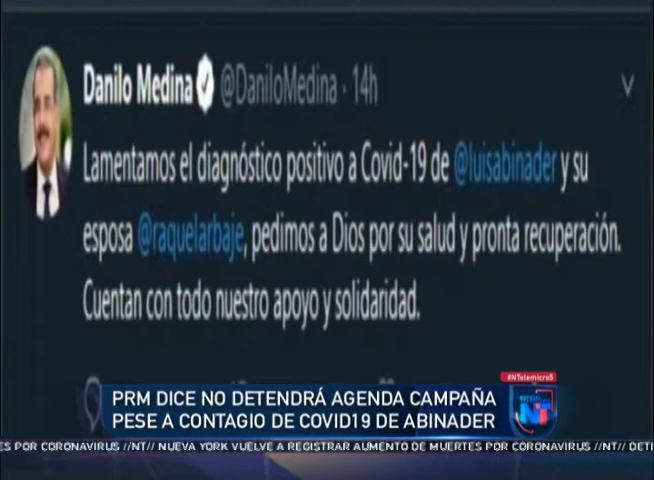 Danilo Medina @DaniloMedina · 14h
Lamentamos el diagnóstico positivo a Covid-19 de @luisabinader y su
esposa @raquelarbaje, pedimos a Dios por su salud y pronta recuperación.
Cuentan con todo nuestro apoyo y solidaridad.
#NTelemicro5
PRM DICE NO DETENDRÁ AGENDA CAMPAÑA
PESE A CONTAGIO DE COVID19 DE ABINADER
NT
ES POR CORONAVIRUS //NT// NUEVA YORK VUELVE A REGISTRAR AUMENTO DE MUERTES POR CORONAVIRUS //NT// DETI